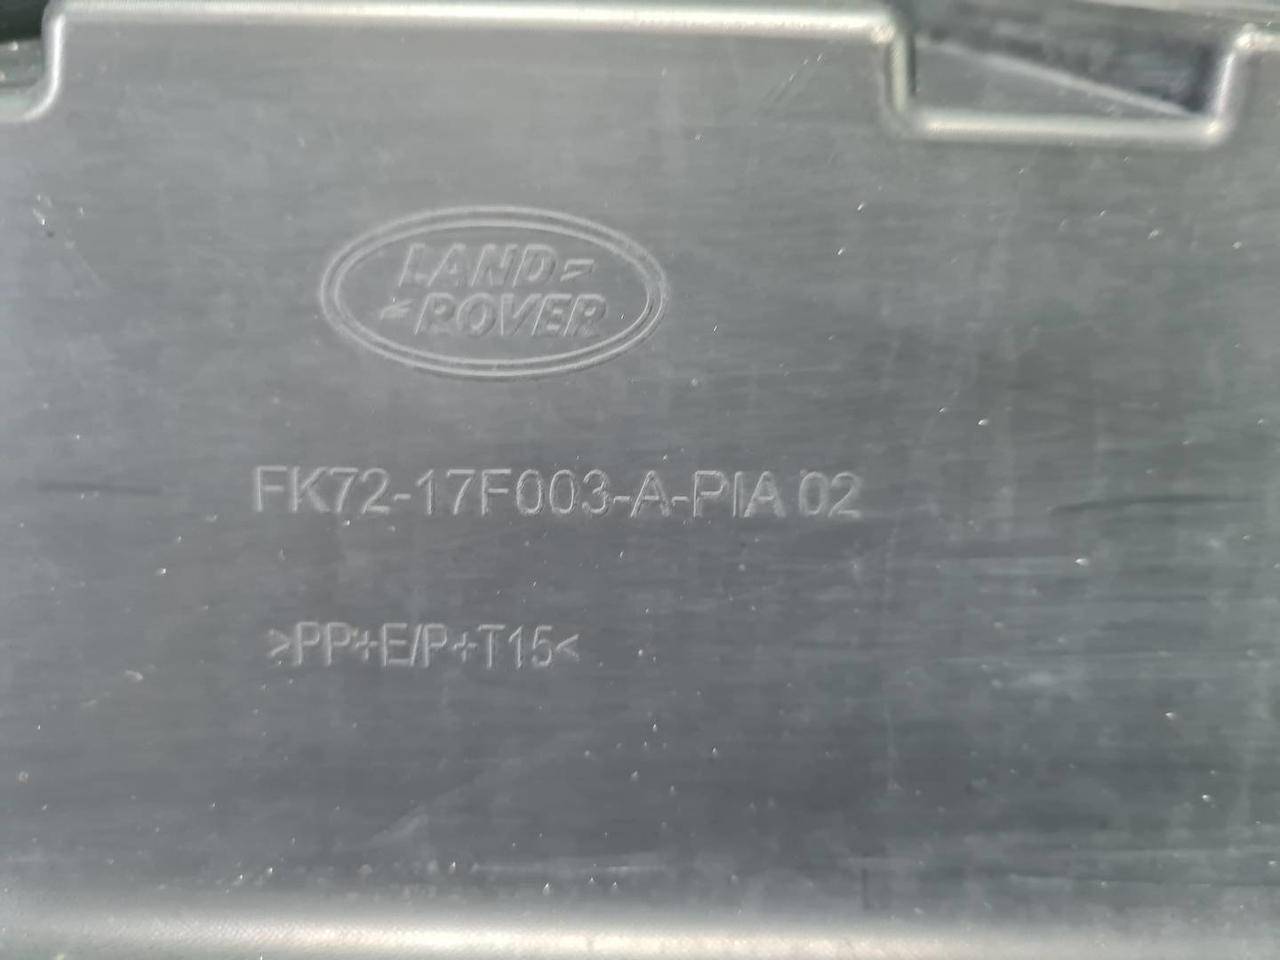 LAND
ROVER
FK72-17F003-A-PIA 02
>PP+E/P+T15<